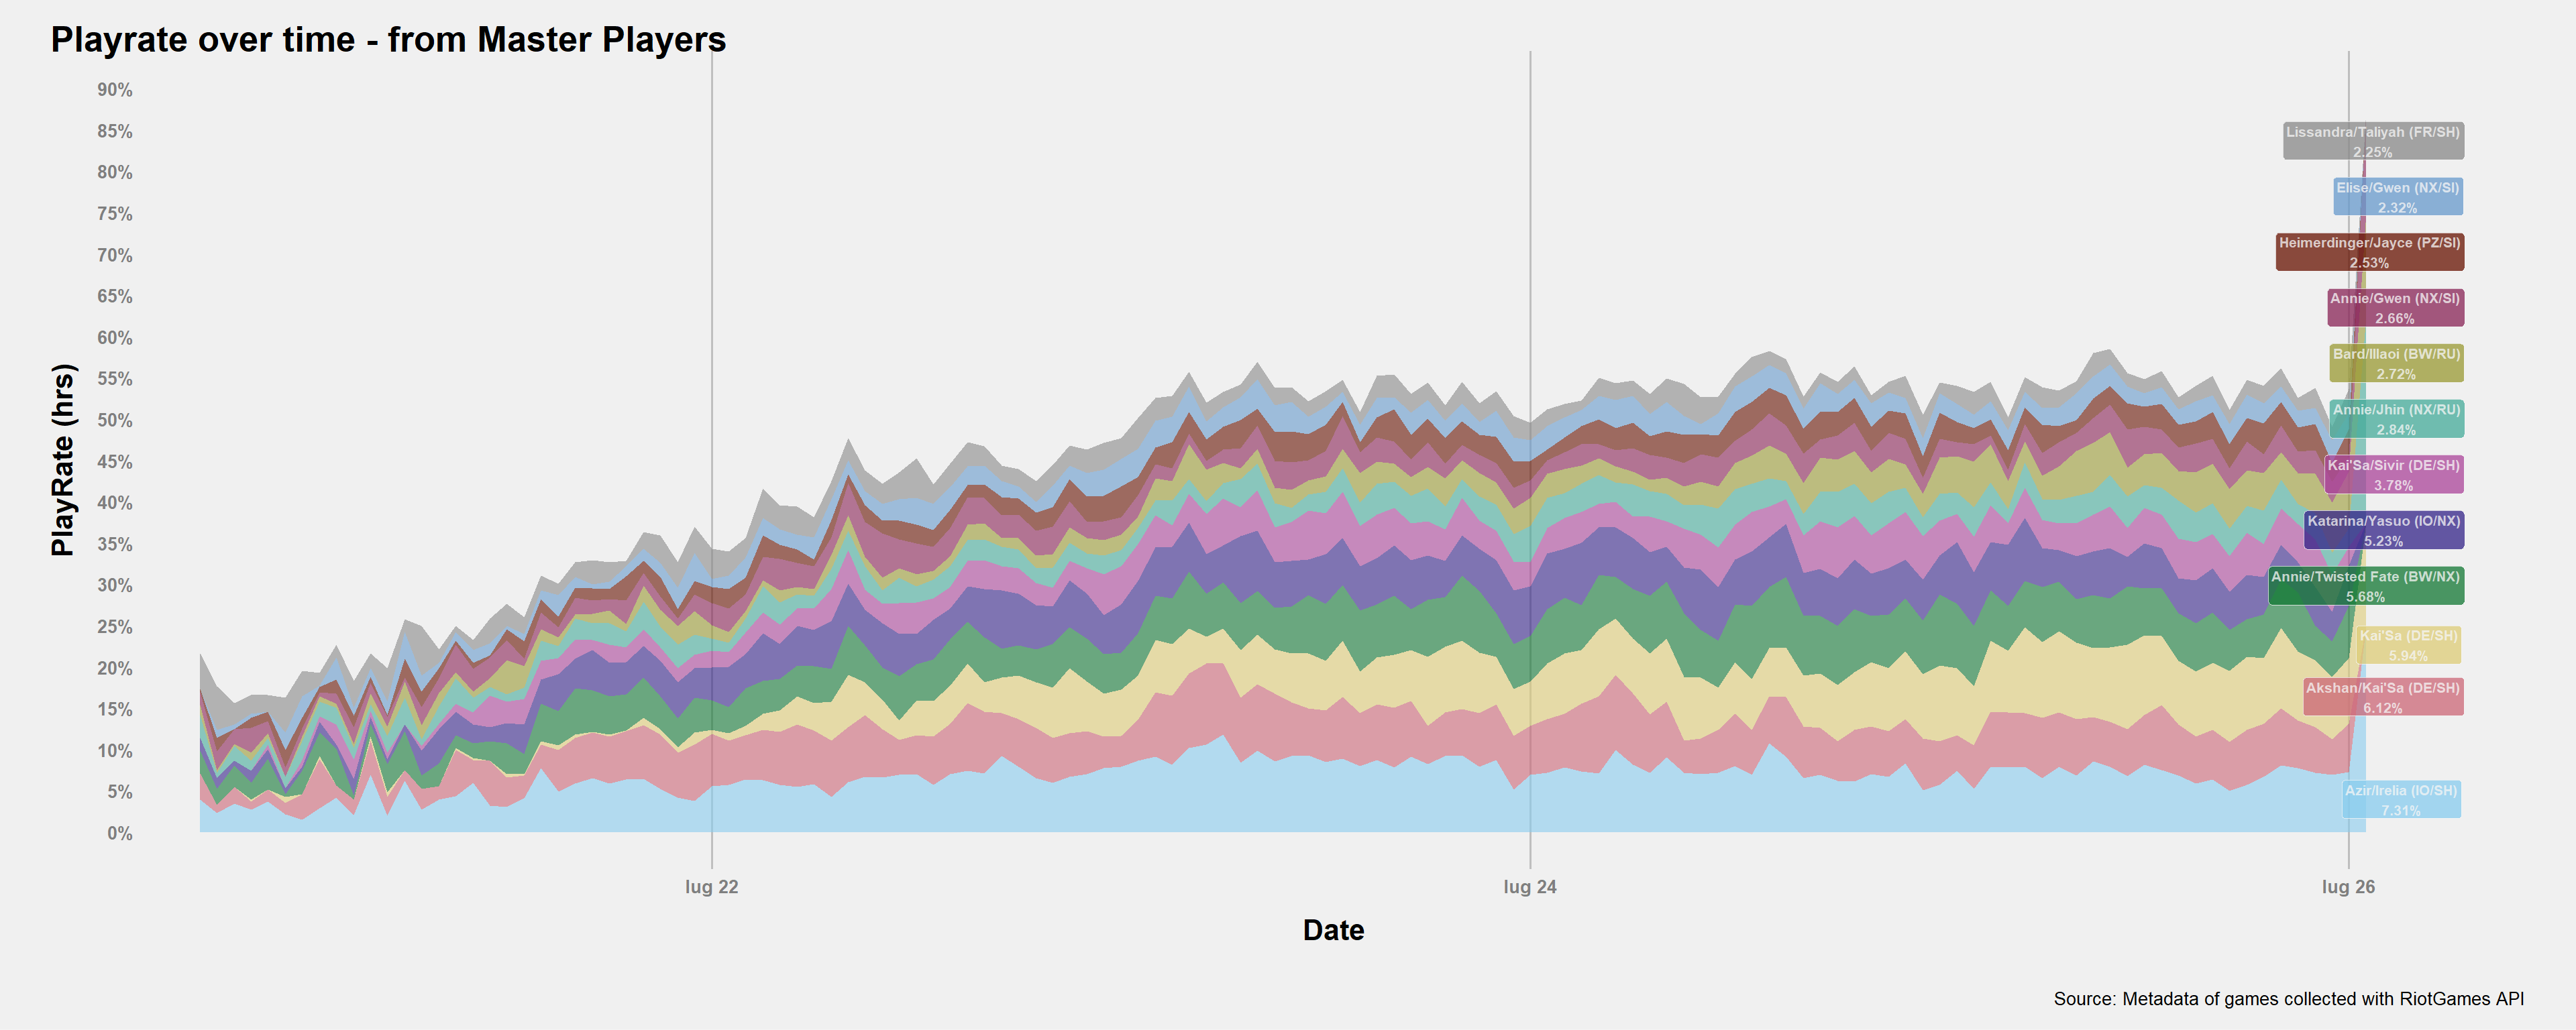 Playrate over time - from Master Players
PlayRate (hrs)
90%
85%
80%
75%
70%
65%
60%
55%
50%
45%
40%
35%
30%
25%
20%
15%
10%
5%
0%
Lissandra/Taliyah (FR/SH)
2.25%
Elise/Gwen (NX/SI)
2.32%
Heimerdinger/Jayce (PZ/SI)
2.53%
Annie/Gwen (NX/SI)
2.66%
Bard/Illaoi (BW/RU)
2.72%
Annie/Jhin (NX/RU)
2.84%
Kai'Sa/Sivir (DE/SH)
3.78%
Katarina/Yasuo (IO/NX)
5.23%
Annie/Twisted Fate (BW/NX)
5.68%
Kai'Sa (DE/SH)
5.94%
Akshan/Kai'Sa (DE/SH)
6.12%
Azir/Irelia (IO/SH)
7.31%
lug 22
lug 24
lug 26
Date
Source: Metadata of games collected with RiotGames API